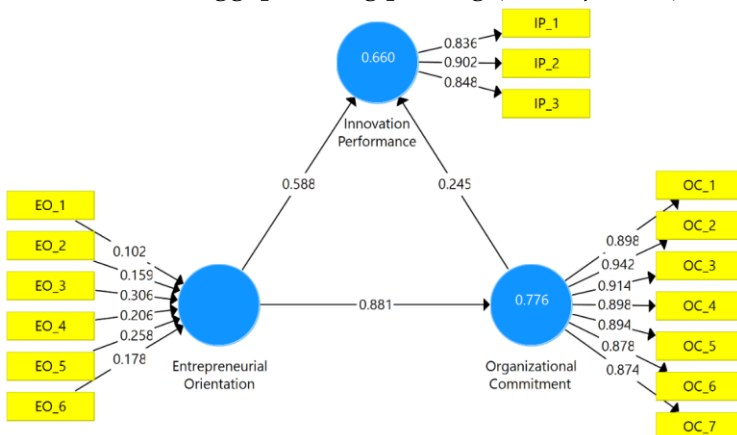 IP_1
0.836
0.660
0.902
IP_2
0.848
IP_3
Innovation
Performance
0.588
0.245
EO_1
EO_2
EO_3
EO_4
EO_5
EO_6
0.102
0.159
0.306
0.206
0.258
0.178
Entrepreneurial
Orientation
0.881
0.776
Organizational
Commitment
0.898
0.942
0.914
0.898
0.894
0.878
0.874
OC_1
OC_2
OC_3
OC_4
OC_5
OC_6
OC_7